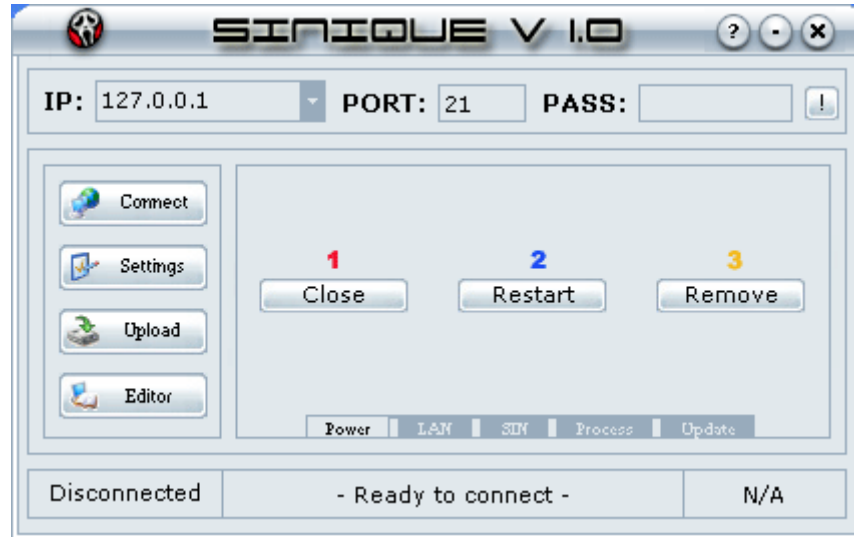 SINIQUE V 1.0 ? - x
IP: 127.0.0.1 PORT: 21 PASS: !
Connect
Settings
Upload
Editor
1 2 3
Close Restart Remove
Power LAN SIN Process Update
Disconnected - Ready to connect - N/A